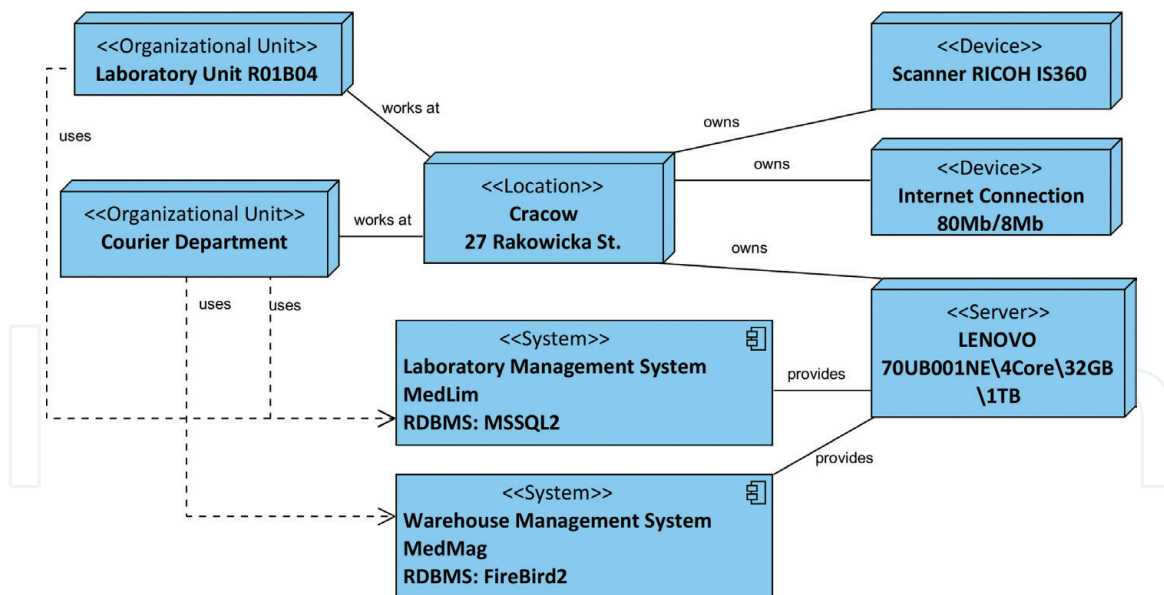 <<Organizational Unit>>
Laboratory Unit R01B04
<<Device>>
Scanner RICOH IS360
works at
uses
owns
<<Location>>
Cracow
27 Rakowicka St.
owns
<<Device>>
Internet Connection
80Mb/8Mb
<<Organizational Unit>>
Courier Department
works at
owns
uses
uses
<<Server>>
LENOVO
70UB001NE\4Core\32GB
\1TB
<<System>>
Laboratory Management System
MedLim
RDBMS: MSSQL2
provides
provides
<<System>>
Warehouse Management System
MedMag
RDBMS: FireBird2